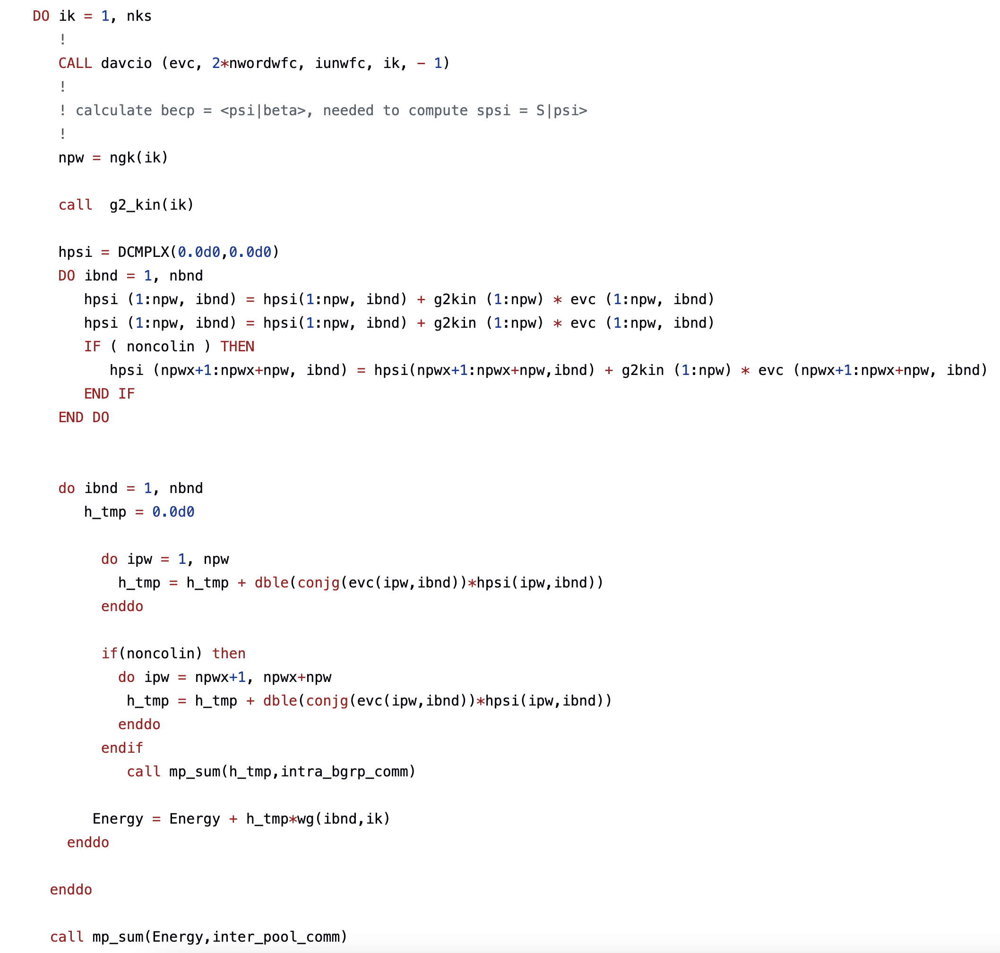 DO ik = 1, nks
!
CALL davcio (evc, 2*nwordwfc, iunwfc, ik, - 1)
!
! calculate becp = <psi|beta>, needed to compute spsi = S|psi>
!
npw = ngk(ik)
call  g2_kin(ik)
hpsi = DCMPLX(0.0d0,0.0d0)
DO ibnd = 1, nbnd
hpsi (1:npw, ibnd) = hpsi(1:npw, ibnd) + g2kin (1:npw) * evc (1:npw, ibnd)
hpsi (1:npw, ibnd) = hpsi(1:npw, ibnd) + g2kin (1:npw) * evc (1:npw, ibnd)
IF ( noncolin ) THEN
hpsi (npwx+1:npwx+npw, ibnd) = hpsi(npwx+1:npwx+npw,ibnd) + g2kin (1:npw) * evc (npwx+1:npwx+npw, ibnd)
END IF
END DO
do ibnd = 1, nbnd
h_tmp = 0.0d0
do ipw = 1, npw
h_tmp = h_tmp + dble(conjg(evc(ipw,ibnd))*hpsi(ipw,ibnd))
enddo
if(noncolin) then
do ipw = npwx+1, npwx+npw
h_tmp = h_tmp + dble(conjg(evc(ipw,ibnd))*hpsi(ipw,ibnd))
enddo
endif
call mp_sum(h_tmp,intra_bgrp_comm)
Energy = Energy + h_tmp*wg(ibnd,ik)
enddo
enddo
call mp_sum(Energy,inter_pool_comm)